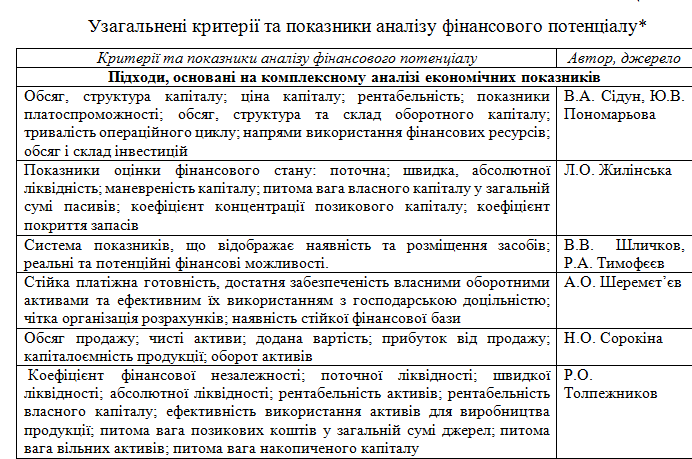 Узагальнені критерії та показники аналізу фінансового потенціалу*
Критерії та показники аналізу фінансового потенціалу Автор, джерело
Підходи, основані на комплексному аналізі економічних показників
Обсяг, структура капіталу; ціна капіталу; рентабельність; показники В.А. Сідун, Ю.В.
платоспроможності; обсяг, структура та склад оборотного капіталу; Пономарьова
тривалість операційного циклу; напрями використання фінансових ресурсів;
обсяг і склад інвестицій
Показники оцінки фінансового стану: поточна; швидка, абсолютної Л.О. Жилінська
ліквідність; маневреність капіталу; питома вага власного капіталу у загальній
сумі пасивів; коефіцієнт концентрації позикового капіталу; коефіцієнт
покриття запасів
Система показників, що відображає наявність та розміщення засобів; В.В. Шличков,
реальні та потенційні фінансові можливості. Р.А. Тимофєєв
Стійка платіжна готовність, достатня забезпеченість власними оборотними А.О. Шеремєт’єв
активами та ефективним їх використанням з господарською доцільністю;
чітка організація розрахунків; наявність стійкої фінансової бази
Обсяг продажу; чисті активи; додана вартість; прибуток від продажу; Н.О. Сорокіна
капіталоємність продукції; оборот активів
Коефіцієнт фінансової незалежності; поточної ліквідності; швидкої Р.О.
ліквідності; абсолютної ліквідності; рентабельність активів; рентабельність Толпежников
власного капіталу; ефективність використання активів для виробництва
продукції; питома вага позикових коштів у загальній сумі джерел; питома
вага вільних активів; питома вага накопиченого капіталу